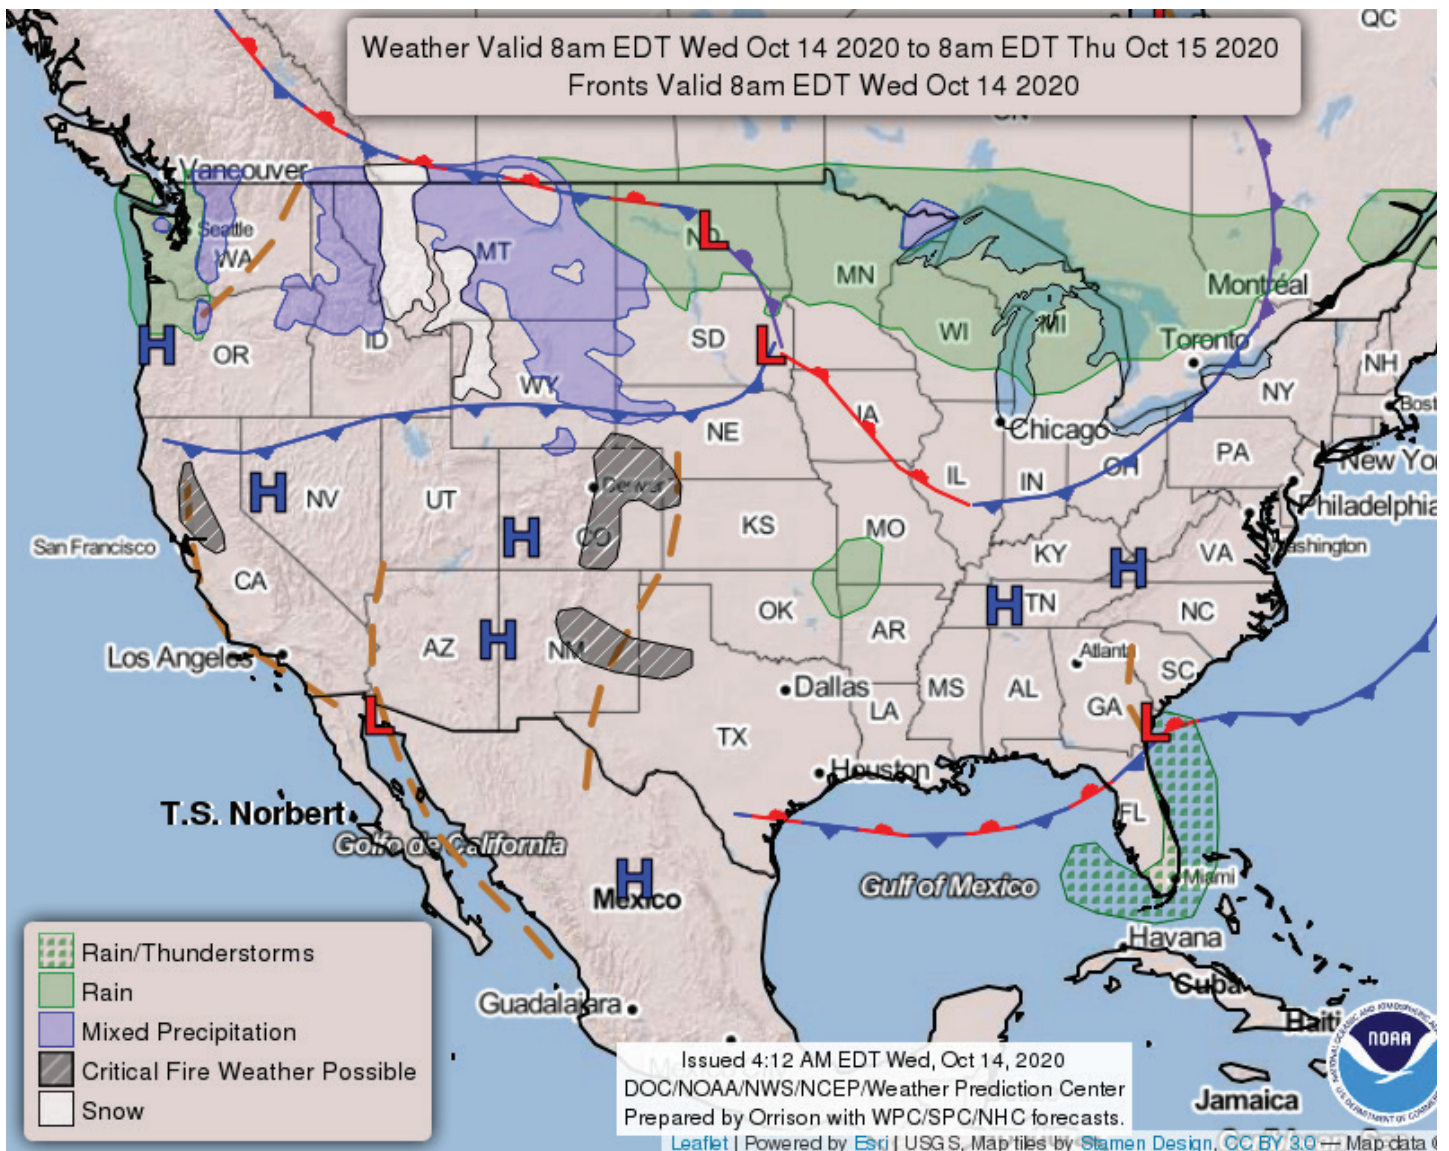 QC
Weather Valid 8am EDT Wed Oct 14 2020 to 8am EDT Thu Oct 15 2020
Fronts Valid 8am EDT Wed Oct 14 2020
Vancouver
Seattle
WA
MT
ND
L
MN
Montréal
H
OR
ID
SD
L
WI
MI
Toronto
NH
WY
IA
NY
Bost
NE
Chicago
PA
New Yo
H
NV
UT
Denver
IL
IN
OH
Philadelphia
San Francisco
H
CO
KS
MO
KY
H
VA
Washington
CA
OK
H
TN
NC
Los Angeles
AZ
H
NM
AR
Atlanta
SC
L
Dallas
LA
MS
AL
GA
L
TX
Houston
T.S. Norbert
Golfo de California
FL
H
Mexico
Gulf of Mexico
Miami
Rain/Thunderstorms
Rain
Mixed Precipitation
Critical Fire Weather Possible
Snow
Havana
Cuba
Guadalajara
Haiti
NOAA
Mexico City
Issued 4:12 AM EDT Wed, Oct 14, 2020
DOC/NOAA/NWS/NCEP/Weather Prediction Center
Prepared by Orrison with WPC/SPC/NHC forecasts.
Jamaica
Leaflet | Powered by Esri | USGS, Map tiles by Stamen Design, CC BY 3.0 — Map data ©